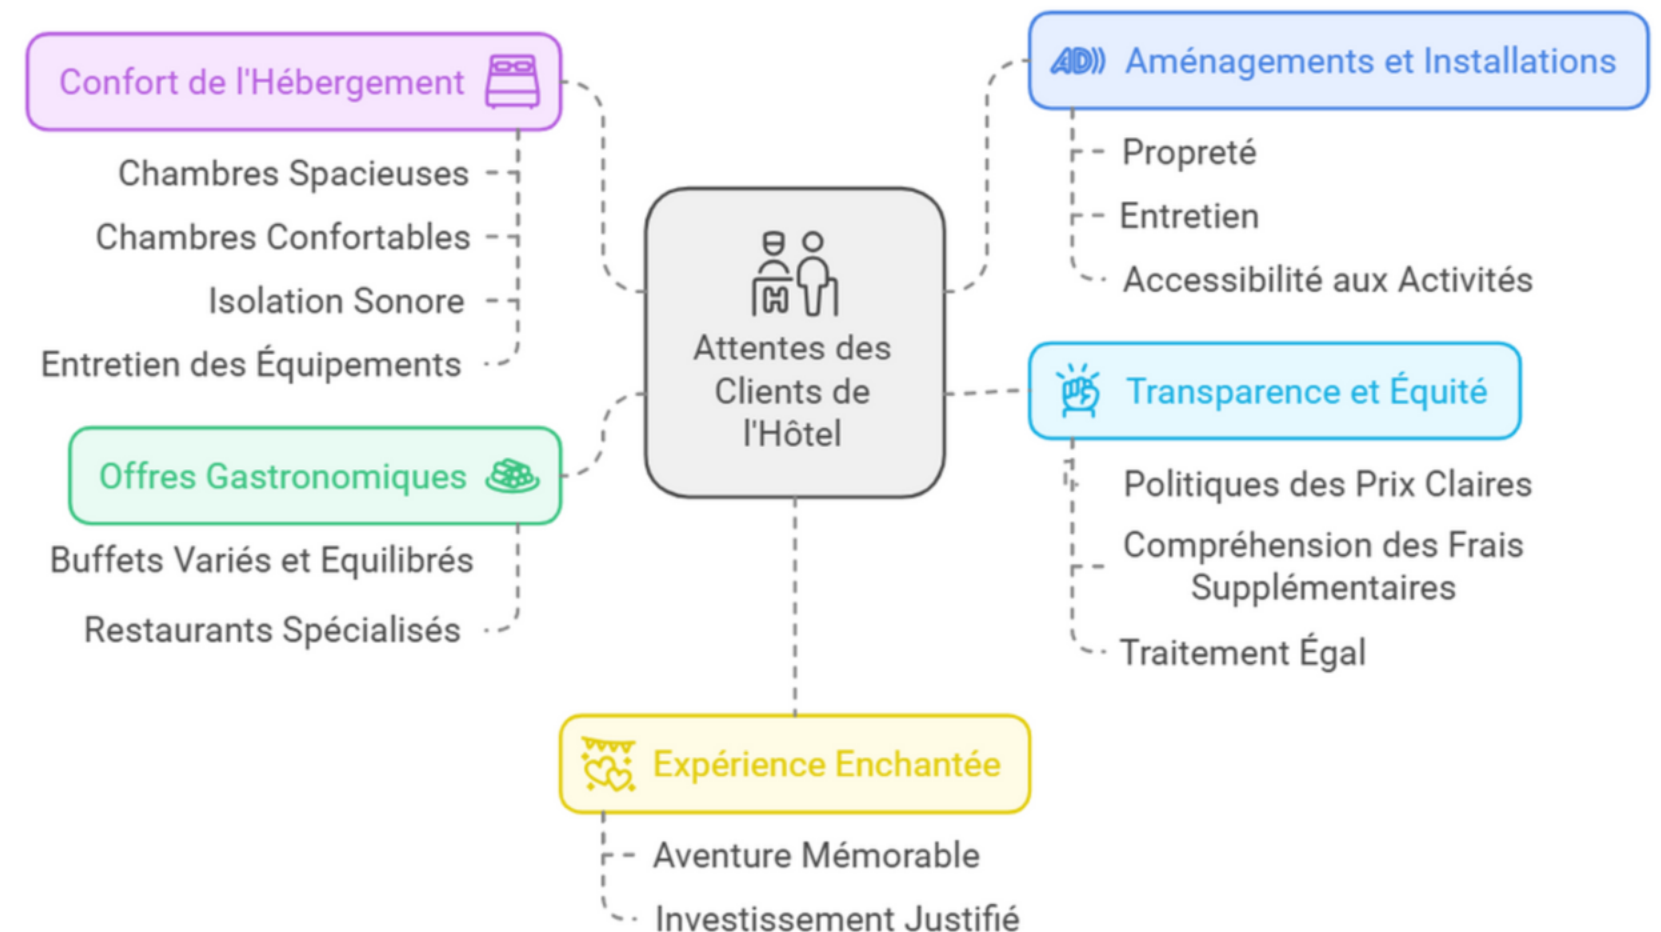 Confort de l'Hébergement
Chambres Spacieuses
Chambres Confortables
Isolation Sonore
Entretien des Équipements
Offres Gastronomiques
Buffets Variés et Equilibrés
Restaurants Spécialisés
Attentes des
Clients de
l'Hôtel
Aménagements et Installations
Propreté
Entretien
Accessibilité aux Activités
Transparence et Équité
Politiques des Prix Claires
Compréhension des Frais
Supplémentaires
Traitement Égal
Expérience Enchantée
Aventure Mémorable
Investissement Justifié